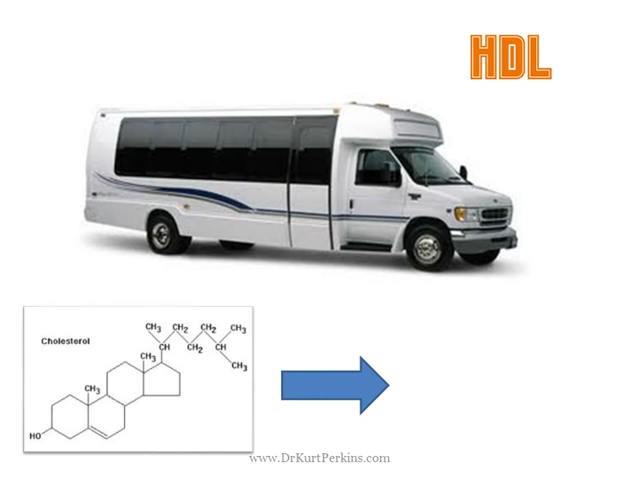 HDL
Cholesterol
CH₃ CH₂ CH₂ CH₃
CH CH₂ CH
CH₃ CH₃
CH₃
HO
www.DrKurtPerkins.com